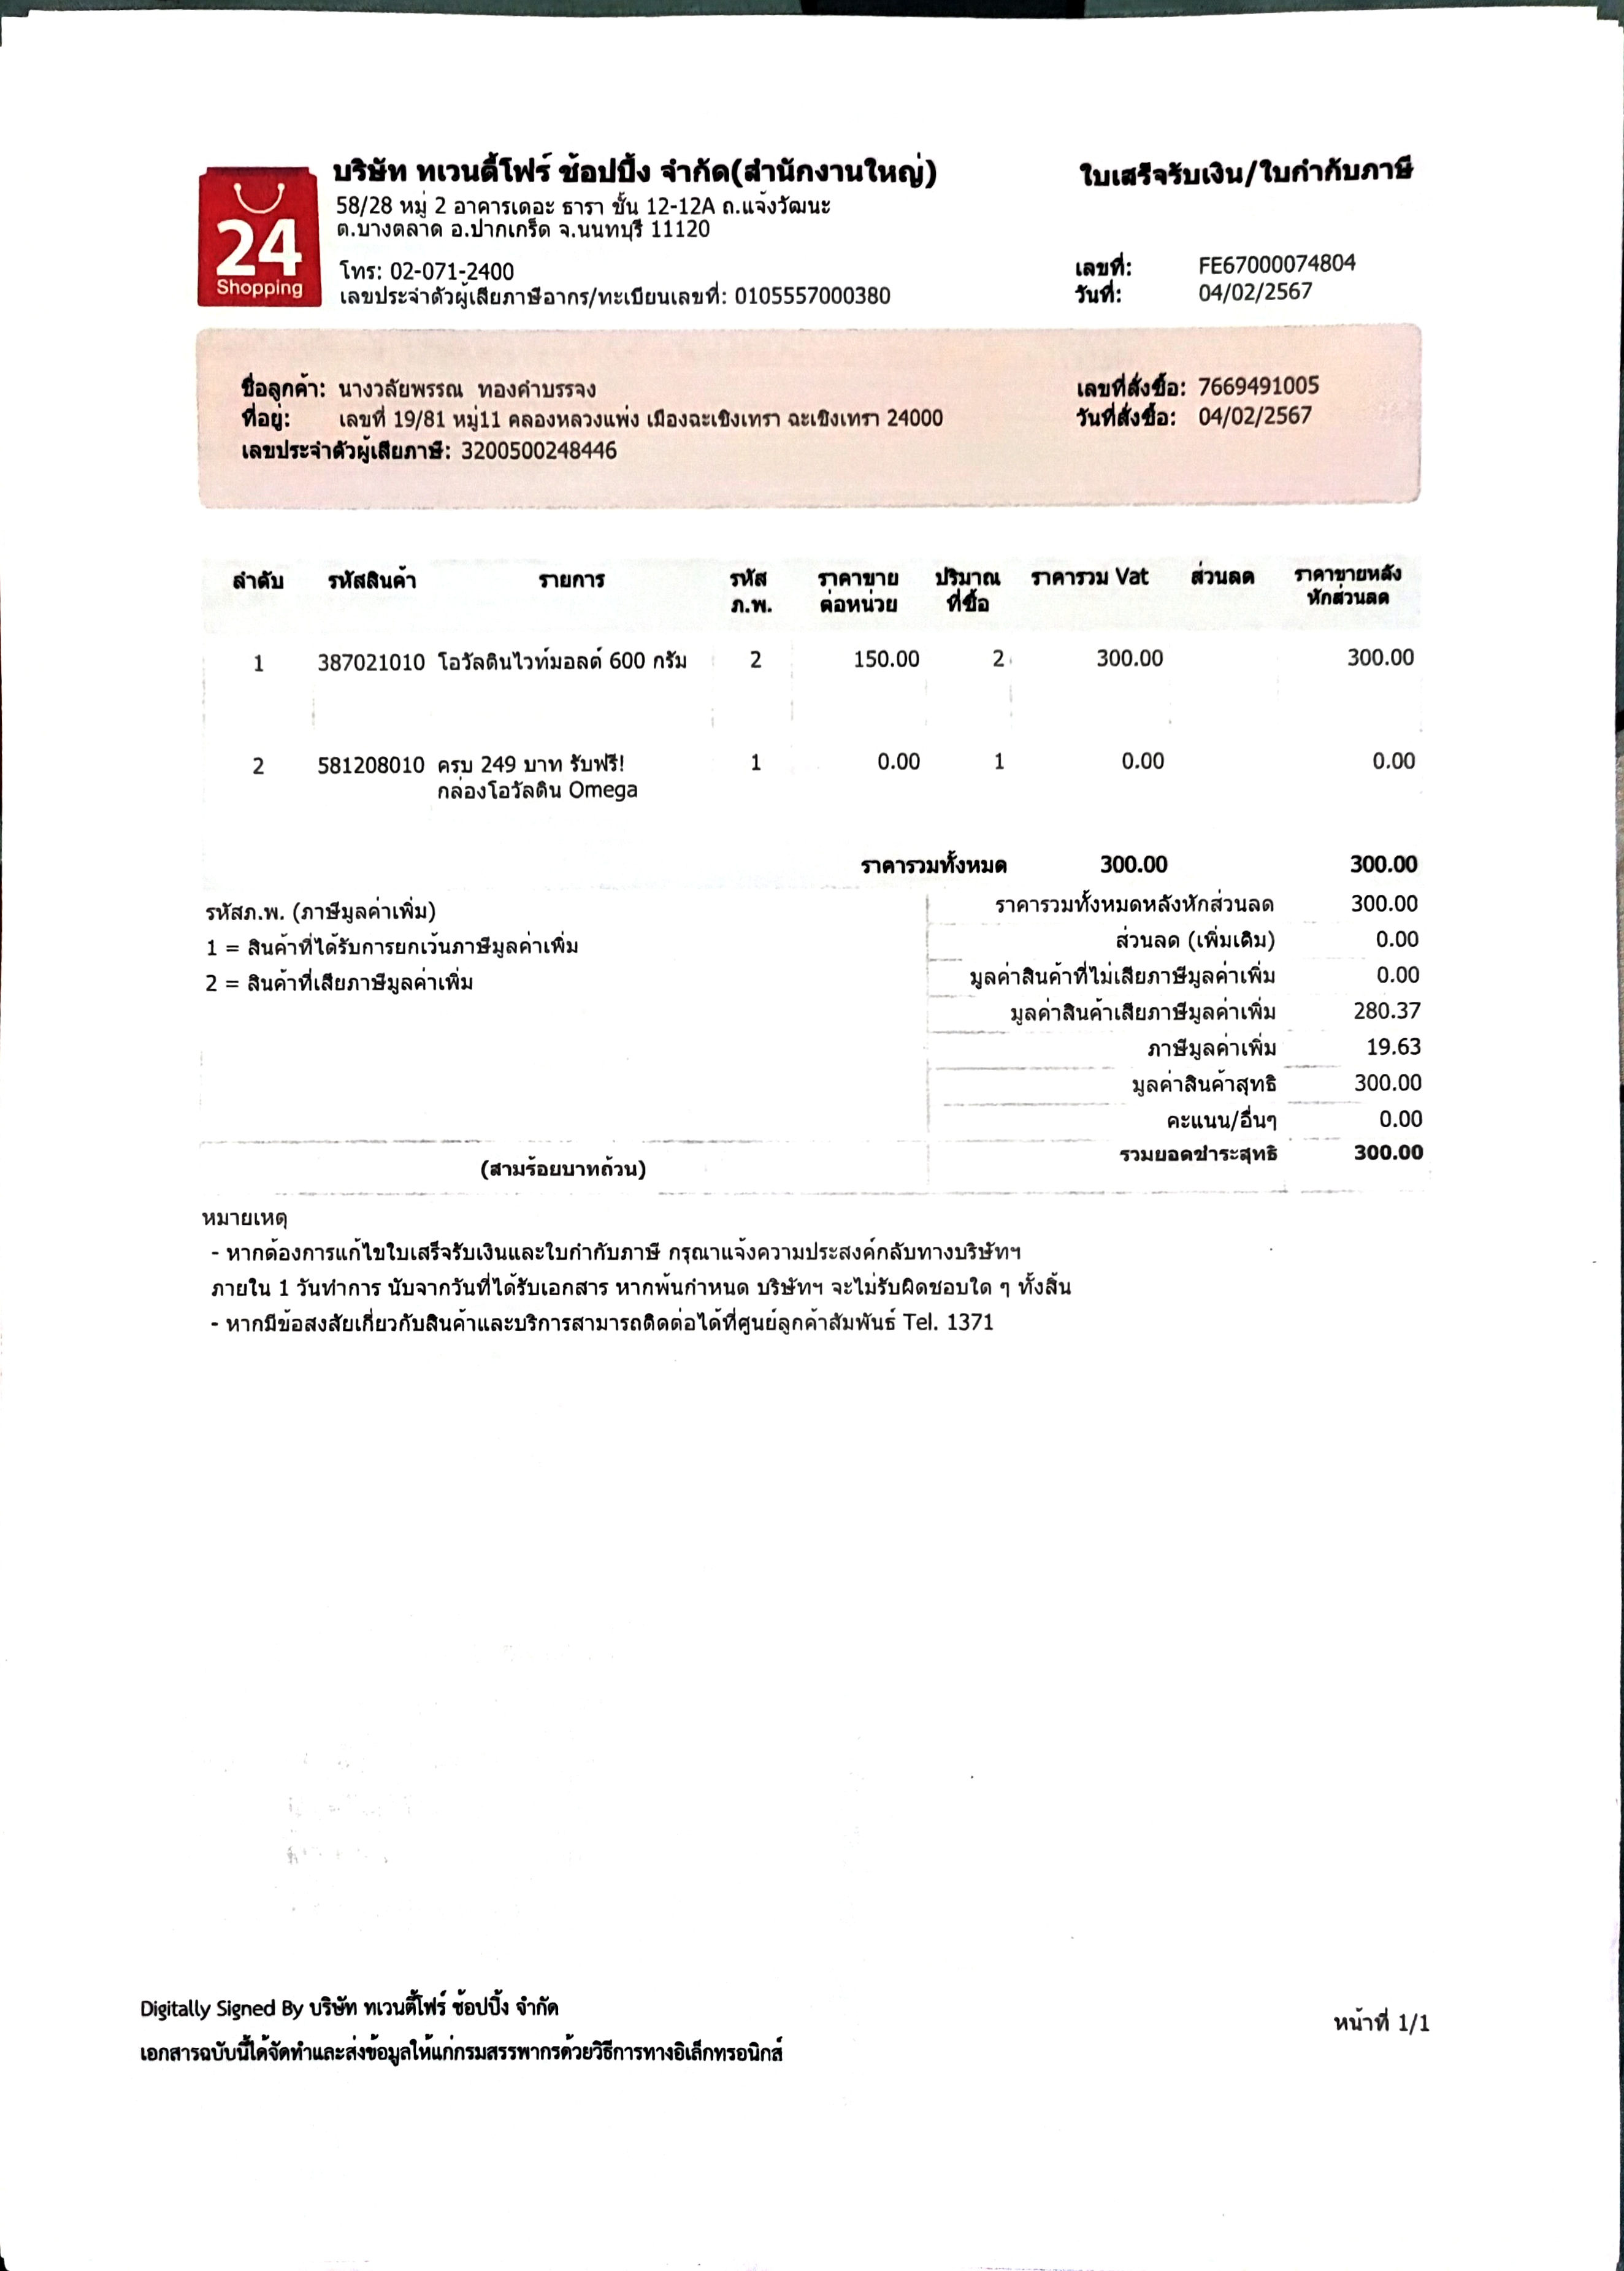 24
Shopping
บริษัท ทเวนตี้โฟร์ ช้อปปิ้ง จำกัด(สำนักงานใหญ่)
58/28 หมู่ 2 อาคารเดอะ ธารา ชั้น 12-12A ถ.แจ้งวัฒนะ
ต.บางตลาด อ.ปากเกร็ด จ.นนทบุรี 11120
โทร: 02-071-2400
เลขประจำตัวผู้เสียภาษีอากร/ทะเบียนเลขที่: 0105557000380
ใบเสร็จรับเงิน/ใบกำกับภาษี
เลขที่: FE67000074804
วันที่: 04/02/2567
ชื่อลูกค้า: นางวลัยพรรณ ทองคำบรรจง
ที่อยู่: เลขที่ 19/81 หมู่11 คลองหลวงแพ่ง เมืองฉะเชิงเทรา ฉะเชิงเทรา 24000
เลขประจำตัวผู้เสียภาษี: 3200500248446
เลขที่สั่งซื้อ: 7669491005
วันที่สั่งซื้อ: 04/02/2567
ลำดับ รหัสสินค้า รายการ รหัส ราคาขาย ปริมาณ ราคารวม Vat ส่วนลด ราคาขายหลัง
ภ.พ. ต่อหน่วย ที่ซื้อ หักส่วนลด
1 387021010 โอวัลตินไวท์มอลต์ 600 กรัม 2 150.00 2 300.00 300.00
2 581208010 ครบ 249 บาท รับฟรี! 1 0.00 1 0.00 0.00
กล่องโอวัลติน Omega
ราคารวมทั้งหมด 300.00 300.00
รหัสภ.พ. (ภาษีมูลค่าเพิ่ม)
1 = สินค้าที่ได้รับการยกเว้นภาษีมูลค่าเพิ่ม
2 = สินค้าที่เสียภาษีมูลค่าเพิ่ม
ราคารวมทั้งหมดหลังหักส่วนลด 300.00
ส่วนลด (เพิ่มเติม) 0.00
มูลค่าสินค้าที่ไม่เสียภาษีมูลค่าเพิ่ม 0.00
มูลค่าสินค้าเสียภาษีมูลค่าเพิ่ม 280.37
ภาษีมูลค่าเพิ่ม 19.63
มูลค่าสินค้าสุทธิ 300.00
คะแนน/อื่นๆ 0.00
(สามร้อยบาทถ้วน) รวมยอดชำระสุทธิ 300.00
หมายเหตุ
- หากต้องการแก้ไขใบเสร็จรับเงินและใบกำกับภาษี กรุณาแจ้งความประสงค์กลับทางบริษัทฯ
ภายใน 1 วันทำการ นับจากวันที่ได้รับเอกสาร หากพ้นกำหนด บริษัทฯ จะไม่รับผิดชอบใด ๆ ทั้งสิ้น
- หากมีข้อสงสัยเกี่ยวกับสินค้าและบริการสามารถติดต่อได้ที่ศูนย์ลูกค้าสัมพันธ์ Tel. 1371
Digitally Signed By บริษัท ทเวนตี้โฟร์ ช้อปปิ้ง จำกัด
เอกสารฉบับนี้ได้จัดทำและส่งข้อมูลให้แก่กรมสรรพากรด้วยวิธีการทางอิเล็กทรอนิกส์
หน้าที่ 1/1